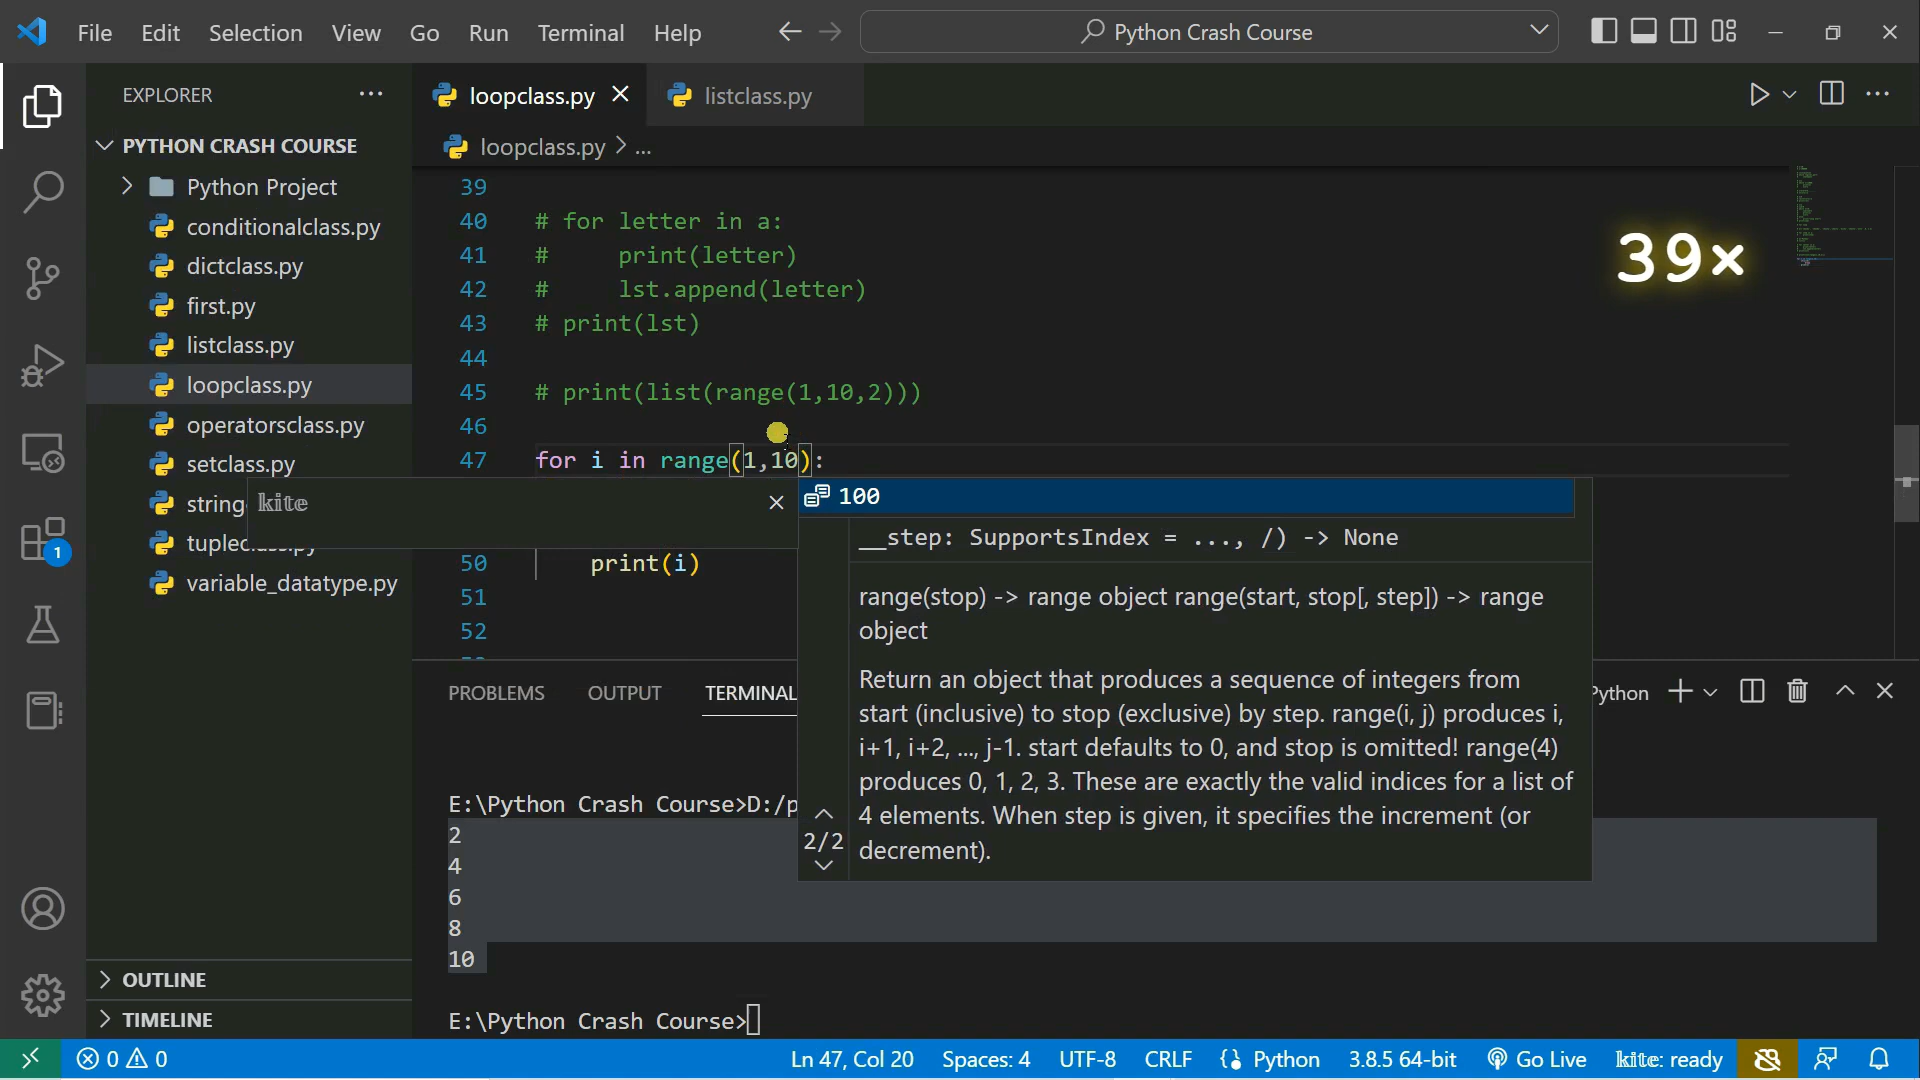 File Edit Selection View Go Run Terminal Help
Python Crash Course
EXPLORER
PYTHON CRASH COURSE
Python Project
conditionalclass.py
dictclass.py
first.py
listclass.py
loopclass.py
operatorsclass.py
setclass.py
string
tupleclass.py
variable_datatype.py
OUTLINE
TIMELINE
1
loopclass.py
listclass.py
loopclass.py > ...
39
40 # for letter in a:
41 #     print(letter)
42 #     lst.append(letter)
43 # print(lst)
44
45 # print(list(range(1,10,2)))
46
47 for i in range(1,10):
50     print(i)
51
52
39×
kite
100
__step: SupportsIndex = ..., /) -> None
range(stop) -> range object range(start, stop[, step]) -> range
object
Return an object that produces a sequence of integers from
start (inclusive) to stop (exclusive) by step. range(i, j) produces i,
i+1, i+2, ..., j-1. start defaults to 0, and stop is omitted! range(4)
produces 0, 1, 2, 3. These are exactly the valid indices for a list of
4 elements. When step is given, it specifies the increment (or
decrement).
2/2
PROBLEMS OUTPUT TERMINAL
Python
E:\Python Crash Course>D:/p
2
4
6
8
10
E:\Python Crash Course>
0 0
Ln 47, Col 20 Spaces: 4 UTF-8 CRLF Python 3.8.5 64-bit Go Live kite: ready